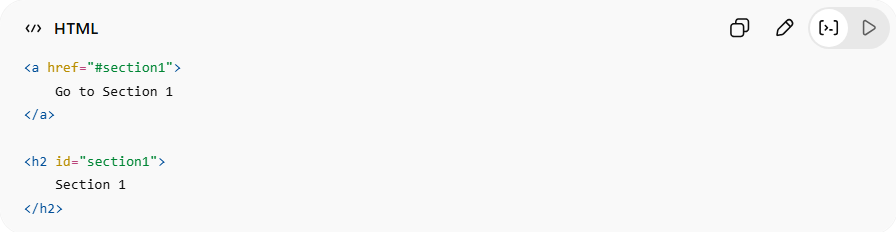 </> HTML
<a href="#section1">
    Go to Section 1
</a>

<h2 id="section1">
    Section 1
</h2>